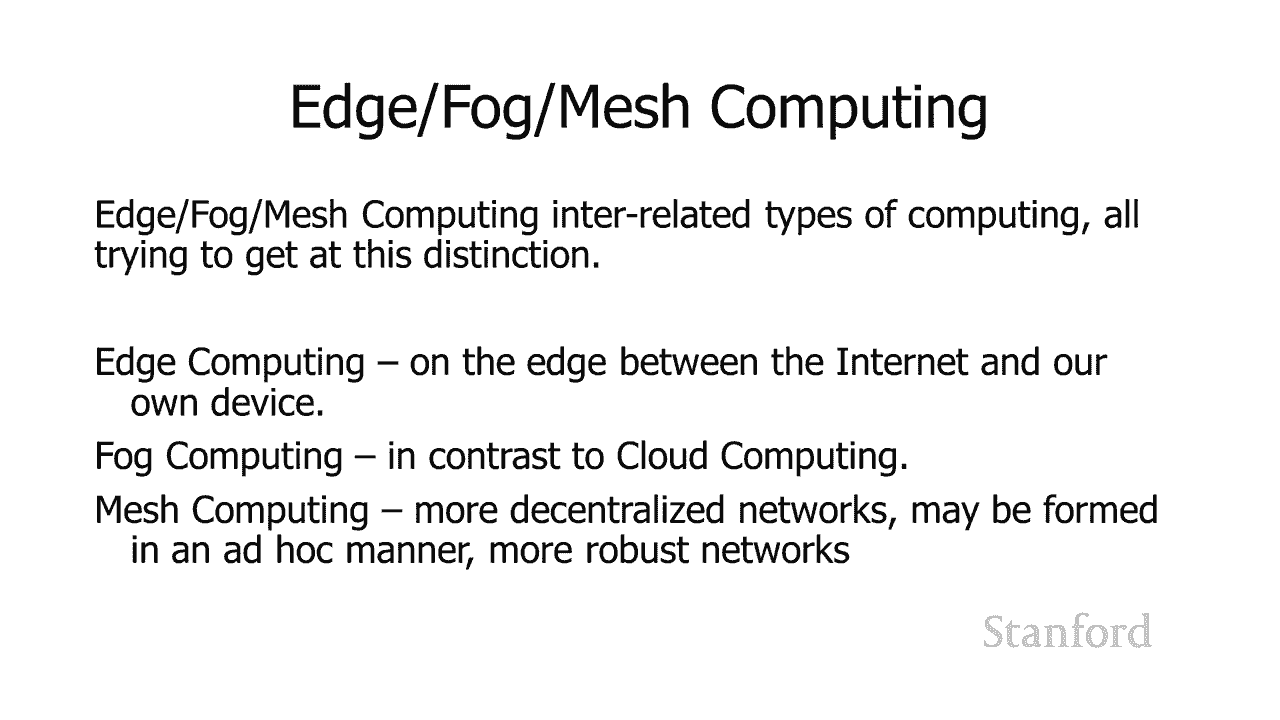 Edge/Fog/Mesh Computing
Edge/Fog/Mesh Computing inter-related types of computing, all
trying to get at this distinction.
Edge Computing – on the edge between the Internet and our
own device.
Fog Computing – in contrast to Cloud Computing.
Mesh Computing – more decentralized networks, may be formed
in an ad hoc manner, more robust networks
Stanford